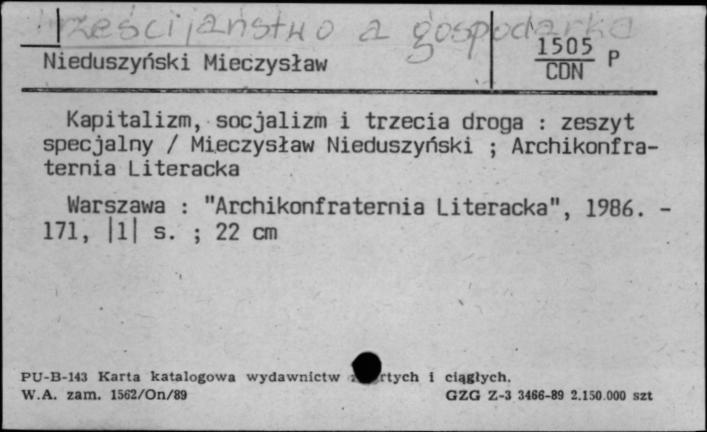 chrześcijaństwo a gospodarka
Nieduszyński Mieczysław
1505
CDN P
Kapitalizm, socjalizm i trzecia droga : zeszyt
specjalny / Mieczysław Nieduszyński ; Archikonfra-
ternia Literacka
Warszawa : "Archikonfraternia Literacka", 1986. -
171, |1| s. ; 22 cm
PU-B-143 Karta katalogowa wydawnictw i ciągłych.
W.A. zam. 1562/On/89
GZG Z-3 3466-89 2.150.000 szt